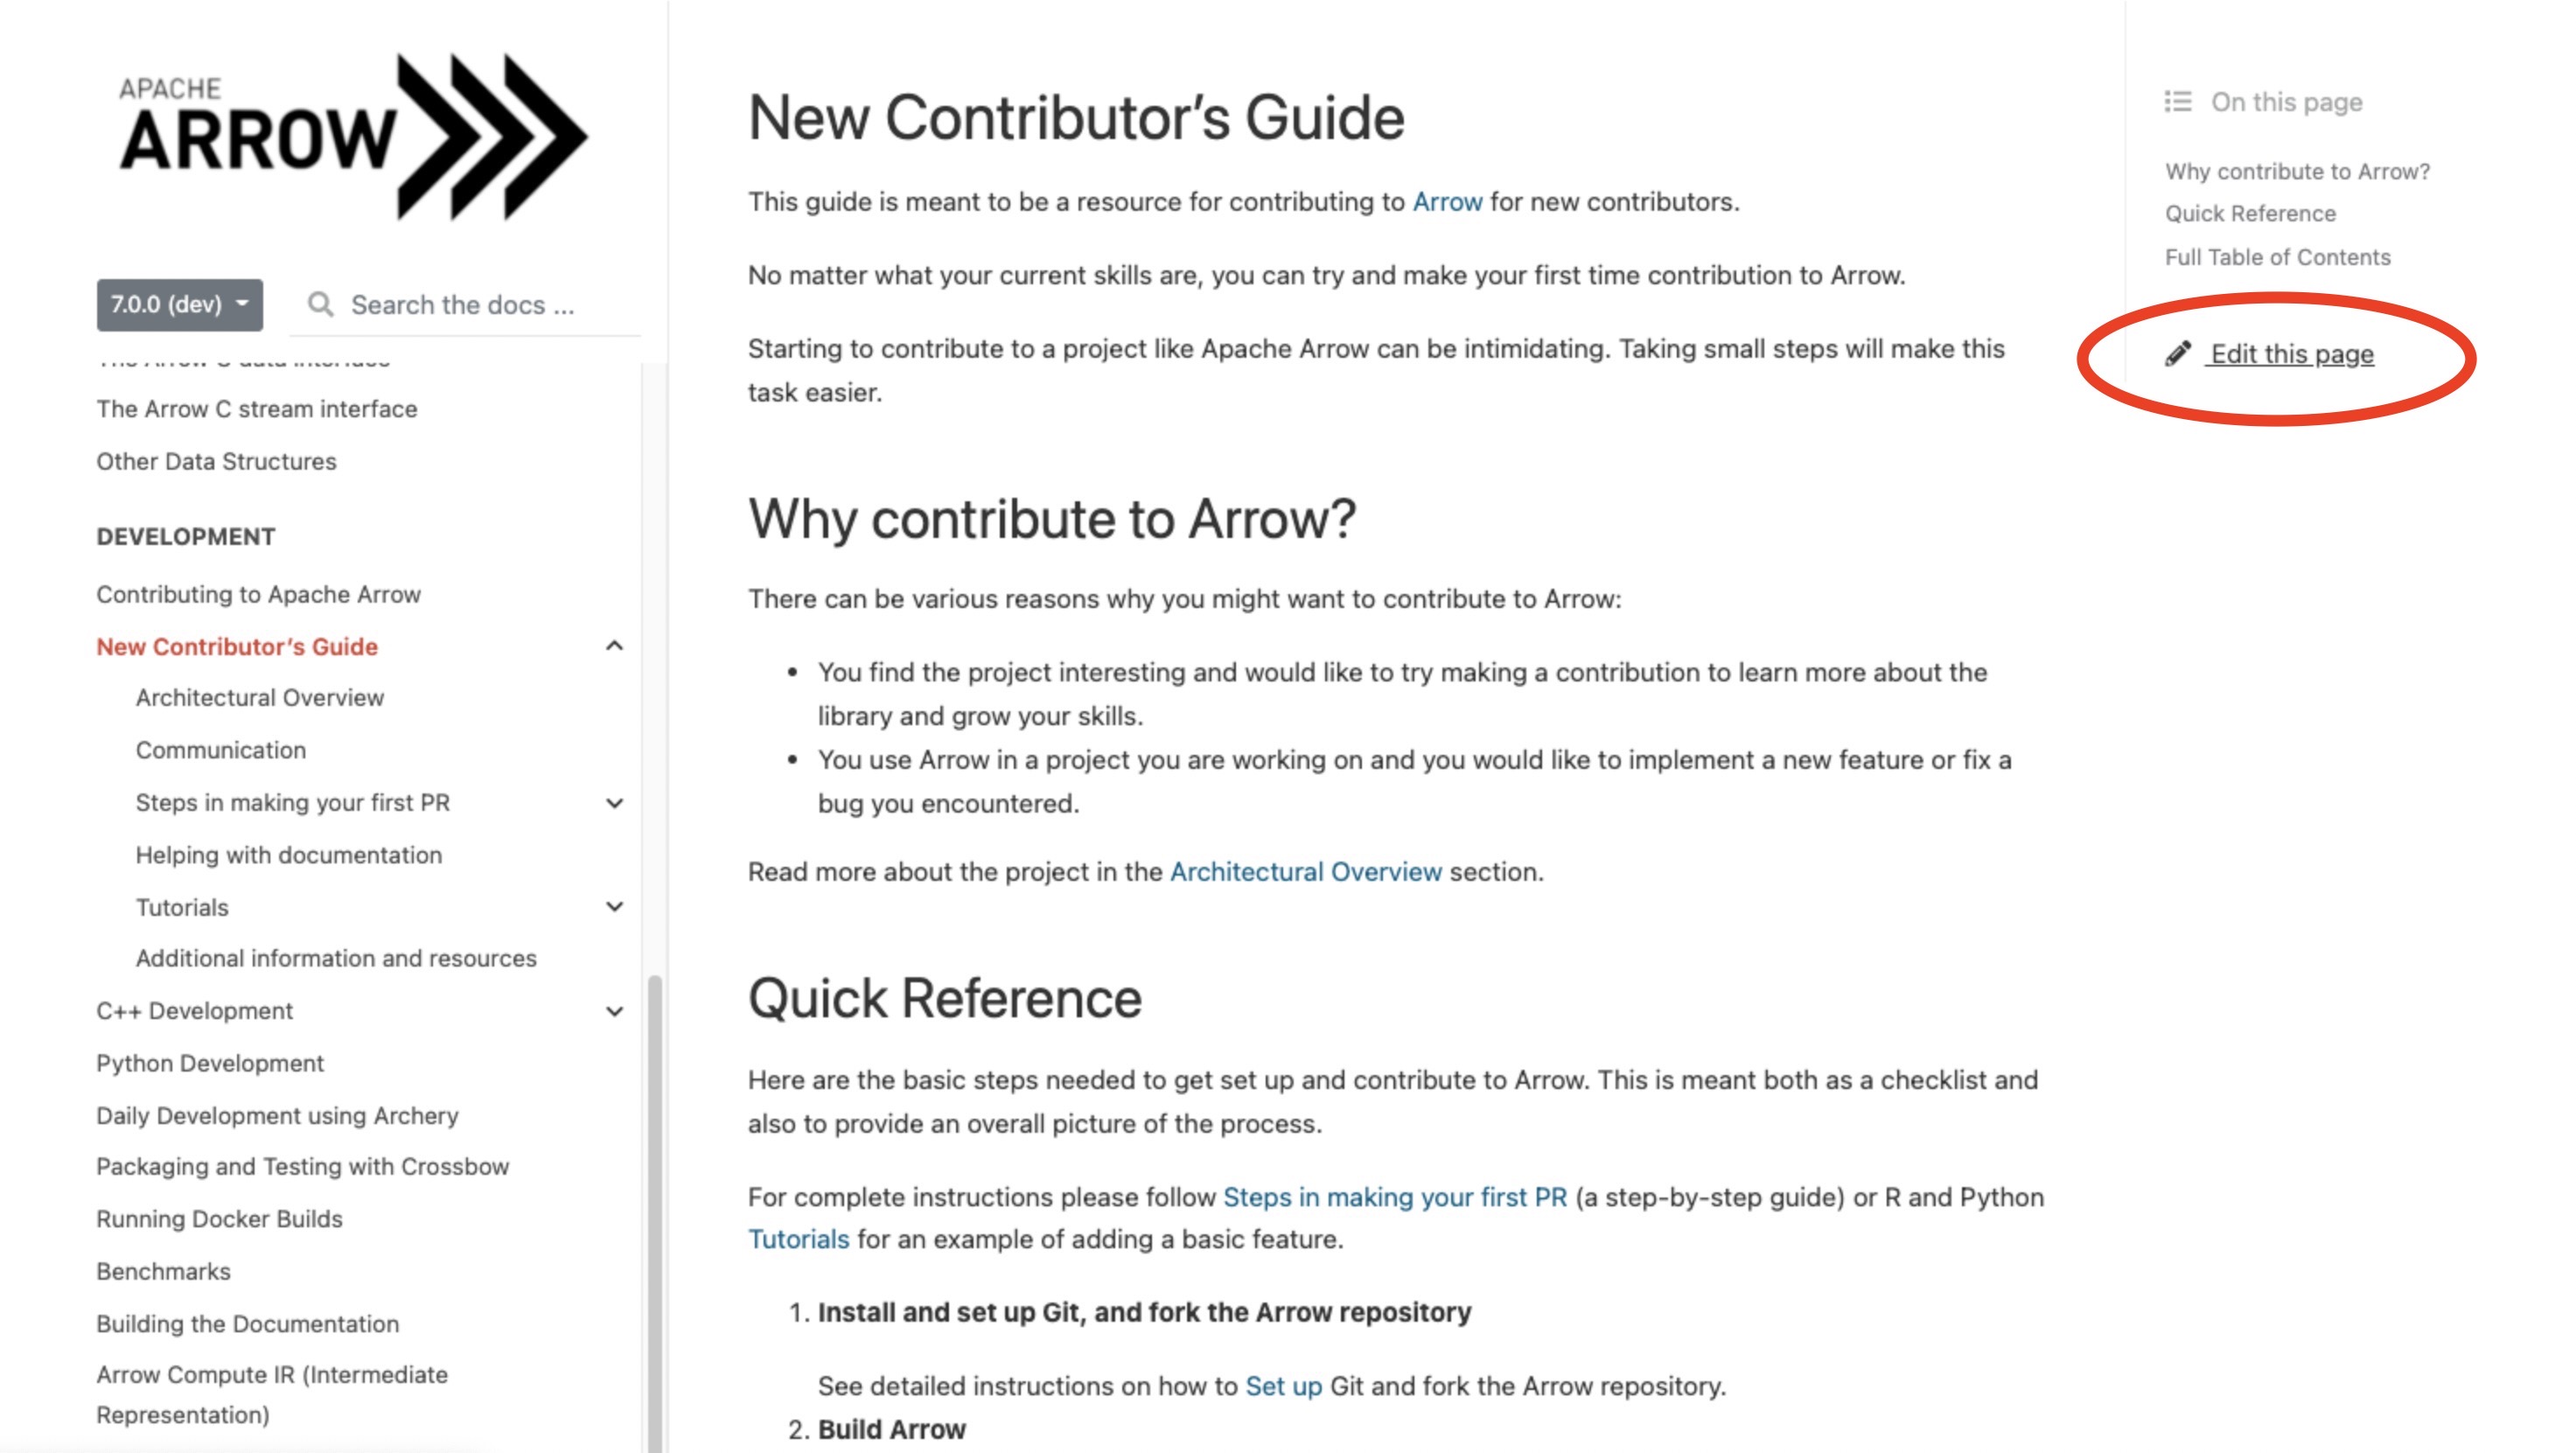 APACHE
ARROW
7.0.0 (dev)
Search the docs ...
The Arrow C stream interface
Other Data Structures
DEVELOPMENT
Contributing to Apache Arrow
New Contributor's Guide
Architectural Overview
Communication
Steps in making your first PR
Helping with documentation
Tutorials
Additional information and resources
C++ Development
Python Development
Daily Development using Archery
Packaging and Testing with Crossbow
Running Docker Builds
Benchmarks
Building the Documentation
Arrow Compute IR (Intermediate
Representation)
New Contributor's Guide
This guide is meant to be a resource for contributing to Arrow for new contributors.
No matter what your current skills are, you can try and make your first time contribution to Arrow.
Starting to contribute to a project like Apache Arrow can be intimidating. Taking small steps will make this
task easier.
Why contribute to Arrow?
There can be various reasons why you might want to contribute to Arrow:
• You find the project interesting and would like to try making a contribution to learn more about the
library and grow your skills.
• You use Arrow in a project you are working on and you would like to implement a new feature or fix a
bug you encountered.
Read more about the project in the Architectural Overview section.
Quick Reference
Here are the basic steps needed to get set up and contribute to Arrow. This is meant both as a checklist and
also to provide an overall picture of the process.
For complete instructions please follow Steps in making your first PR (a step-by-step guide) or R and Python
Tutorials for an example of adding a basic feature.
1. Install and set up Git, and fork the Arrow repository
See detailed instructions on how to Set up Git and fork the Arrow repository.
2. Build Arrow
On this page
Why contribute to Arrow?
Quick Reference
Full Table of Contents
Edit this page